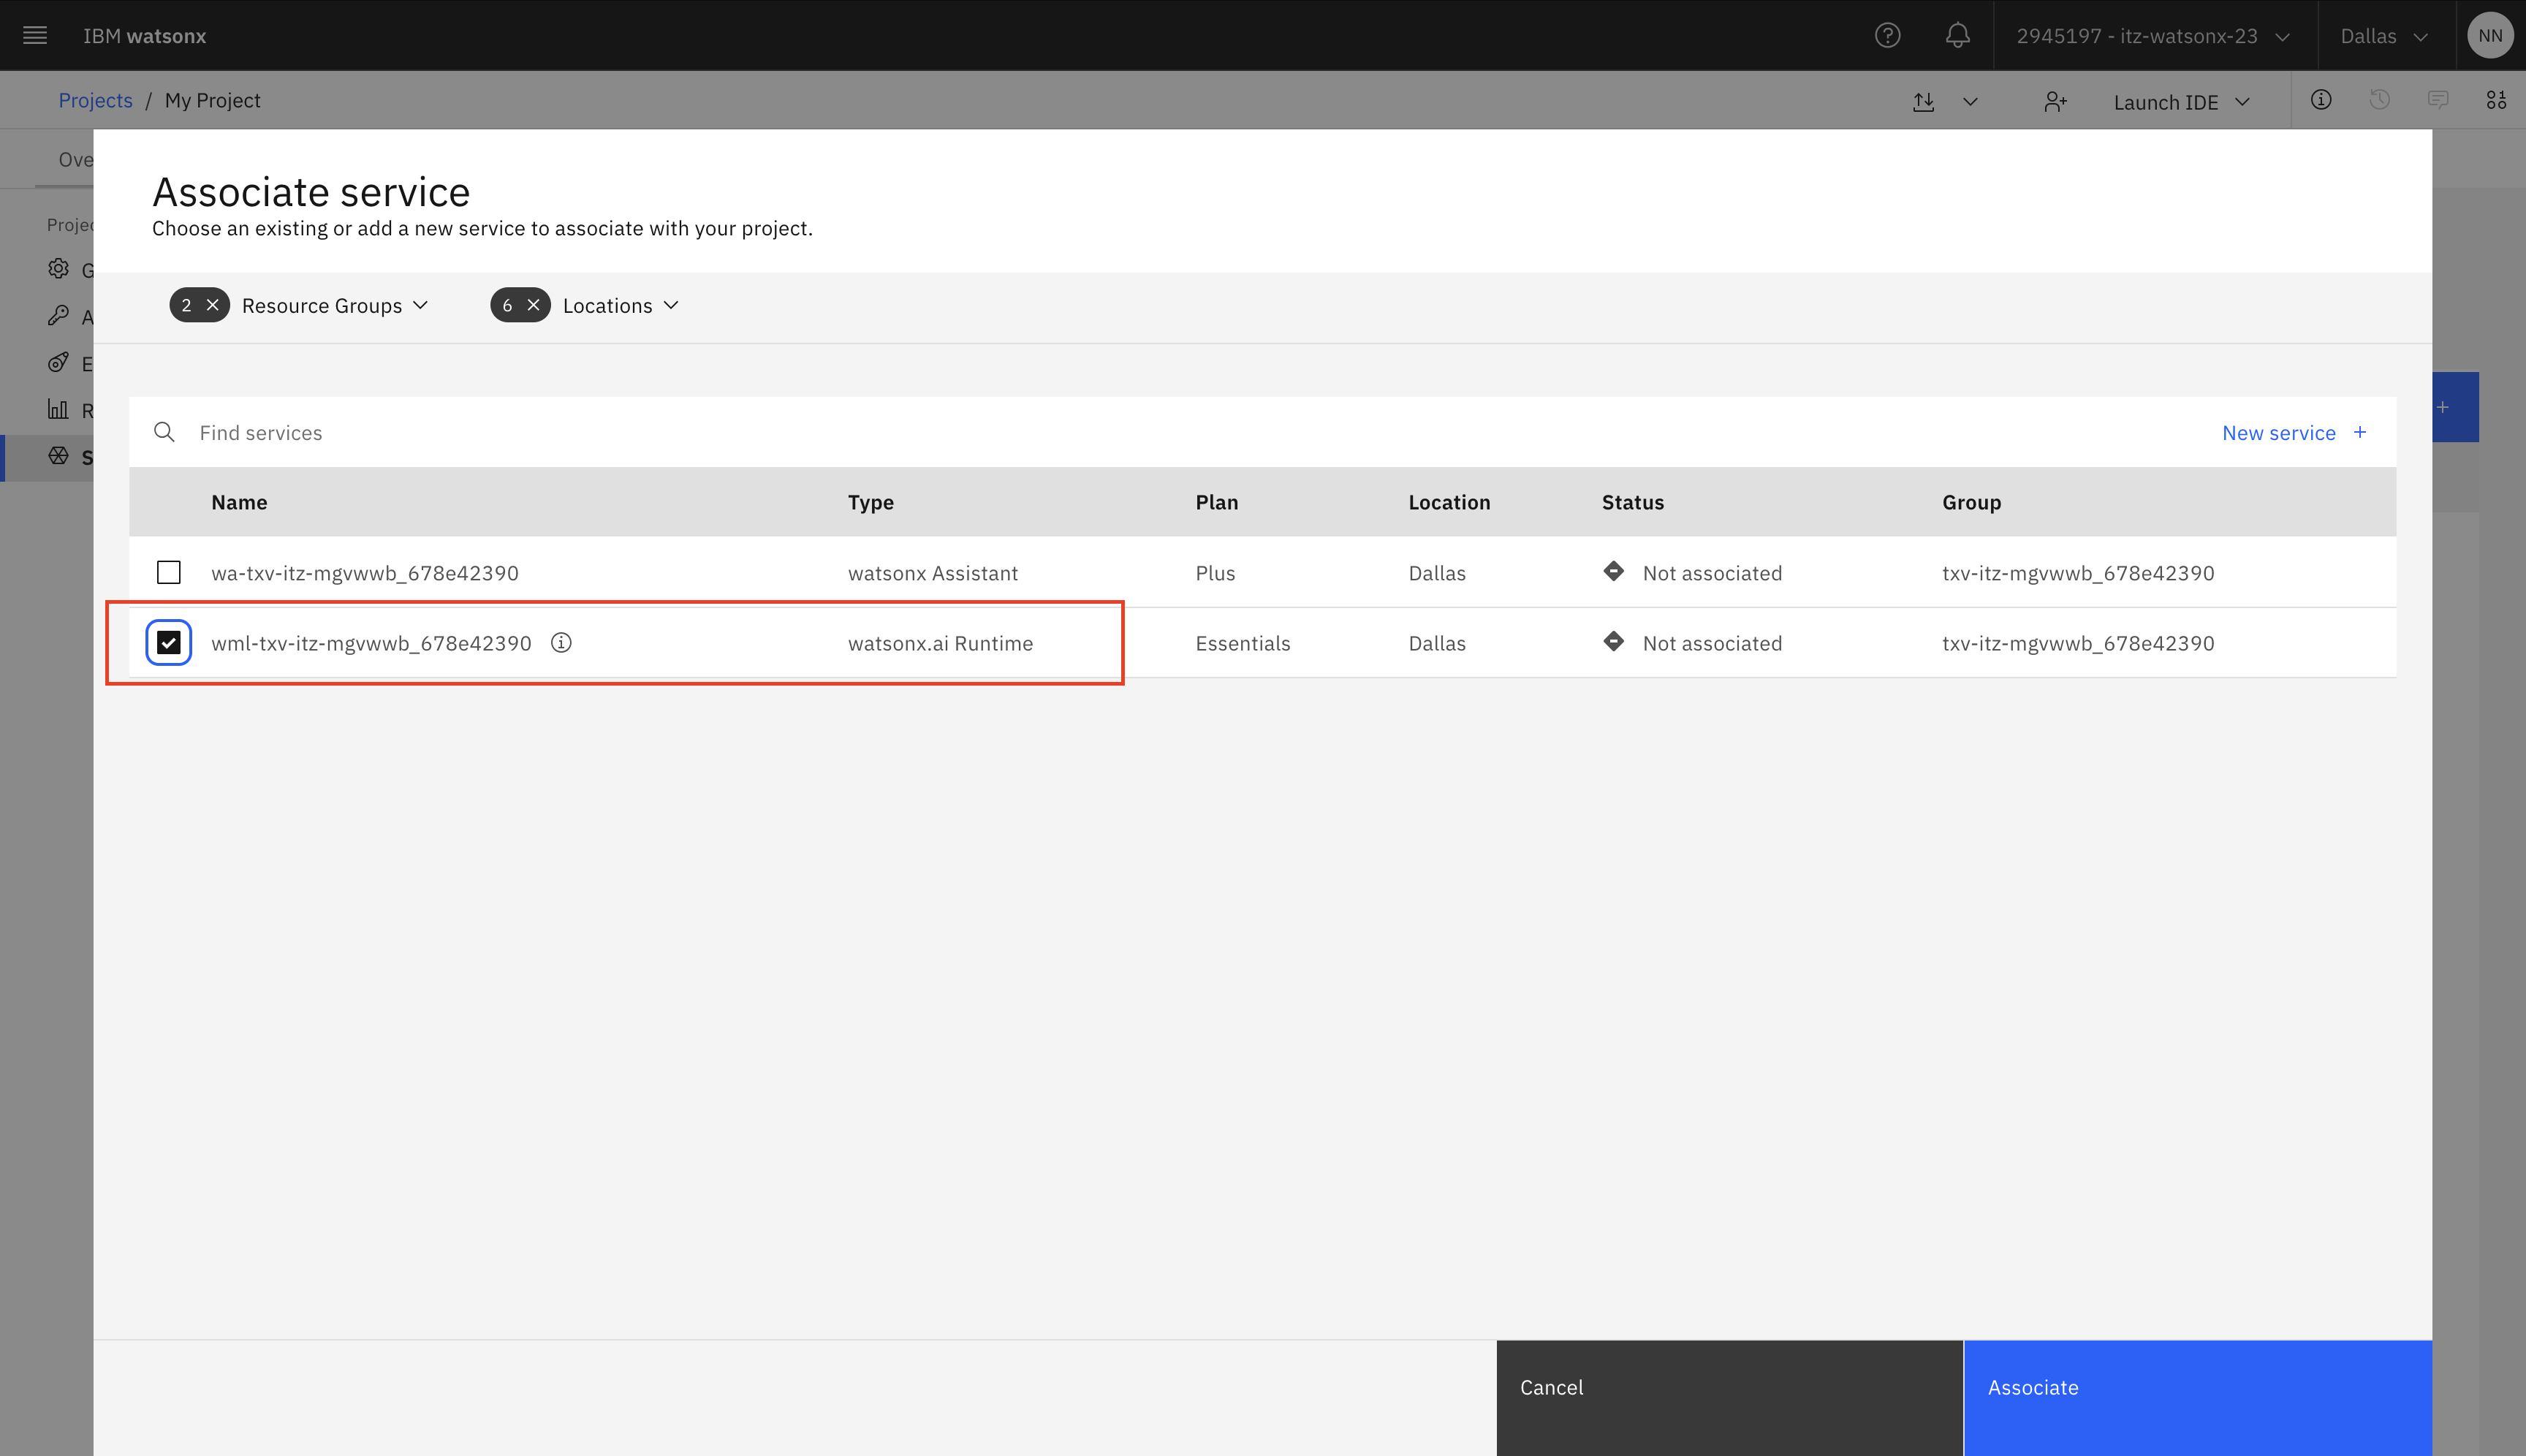 IBM watsonx
2945197 - itz-watsonx-23
Dallas
NN
Projects / My Project
Launch IDE
Ove
Projec
G
A
E
R
S
Associate service
Choose an existing or add a new service to associate with your project.
2 Resource Groups
6 Locations
Find services
New service +
Name Type Plan Location Status Group
wa-txv-itz-mgvwwb_678e42390 watsonx Assistant Plus Dallas Not associated txv-itz-mgvwwb_678e42390
wml-txv-itz-mgvwwb_678e42390 watsonx.ai Runtime Essentials Dallas Not associated txv-itz-mgvwwb_678e42390
Cancel
Associate